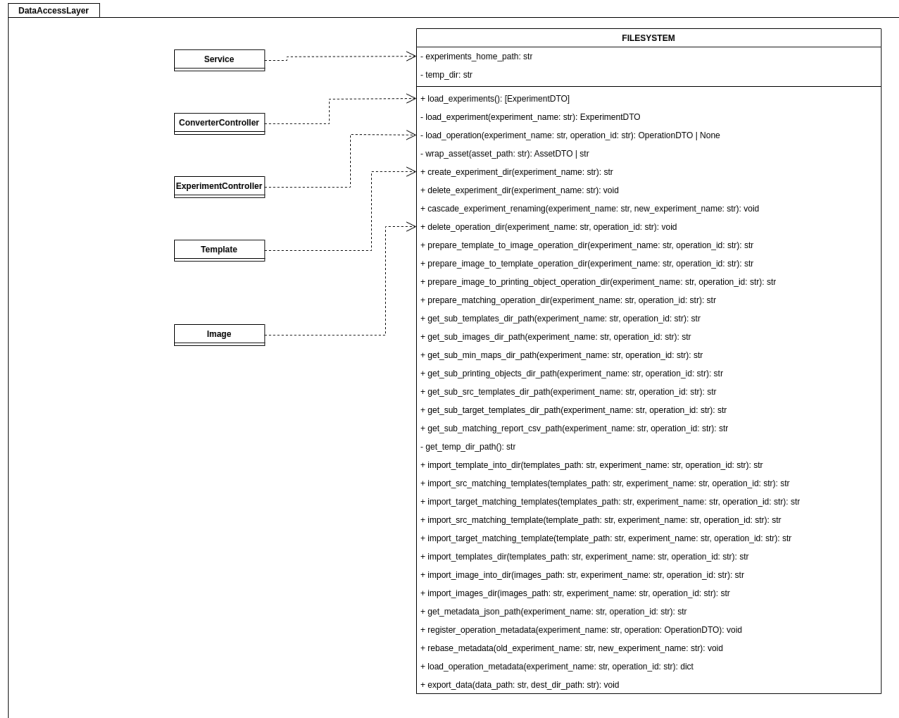 DataAccessLayer
FILESYSTEM
Service
- experiments_home_path: str
- temp_dir: str
+ load_experiments(): [ExperimentDTO]
- load_experiment(experiment_name: str): ExperimentDTO
ConverterController
- load_operation(experiment_name: str, operation_id: str): OperationDTO | None
- wrap_asset(asset_path: str): AssetDTO | str
+ create_experiment_dir(experiment_name: str): str
ExperimentController
+ delete_experiment_dir(experiment_name: str): void
+ cascade_experiment_renaming(experiment_name: str, new_experiment_name: str): void
+ delete_operation_dir(experiment_name: str, operation_id: str): void
Template
+ prepare_template_to_image_operation_dir(experiment_name: str, operation_id: str): str
+ prepare_image_to_template_operation_dir(experiment_name: str, operation_id: str): str
+ prepare_image_to_printing_object_operation_dir(experiment_name: str, operation_id: str): str
+ prepare_matching_operation_dir(experiment_name: str, operation_id: str): str
+ get_sub_templates_dir_path(experiment_name: str, operation_id: str): str
Image
+ get_sub_images_dir_path(experiment_name: str, operation_id: str): str
+ get_sub_min_maps_dir_path(experiment_name: str, operation_id: str): str
+ get_sub_printing_objects_dir_path(experiment_name: str, operation_id: str): str
+ get_sub_src_templates_dir_path(experiment_name: str, operation_id: str): str
+ get_sub_target_templates_dir_path(experiment_name: str, operation_id: str): str
+ get_sub_matching_report_csv_path(experiment_name: str, operation_id: str): str
- get_temp_dir_path(): str
+ import_template_into_dir(templates_path: str, experiment_name: str, operation_id: str): str
+ import_src_matching_templates(templates_path: str, experiment_name: str, operation_id: str): str
+ import_target_matching_templates(templates_path: str, experiment_name: str, operation_id: str): str
+ import_src_matching_template(template_path: str, experiment_name: str, operation_id: str): str
+ import_target_matching_template(template_path: str, experiment_name: str, operation_id: str): str
+ import_templates_dir(templates_path: str, experiment_name: str, operation_id: str): str
+ import_image_into_dir(images_path: str, experiment_name: str, operation_id: str): str
+ import_images_dir(images_path: str, experiment_name: str, operation_id: str): str
+ get_metadata_json_path(experiment_name: str, operation_id: str): str
+ register_operation_metadata(experiment_name: str, operation: OperationDTO): void
+ rebase_metadata(old_experiment_name: str, new_experiment_name: str): void
+ load_operation_metadata(experiment_name: str, operation_id: str): dict
+ export_data(data_path: str, dest_dir_path: str): void